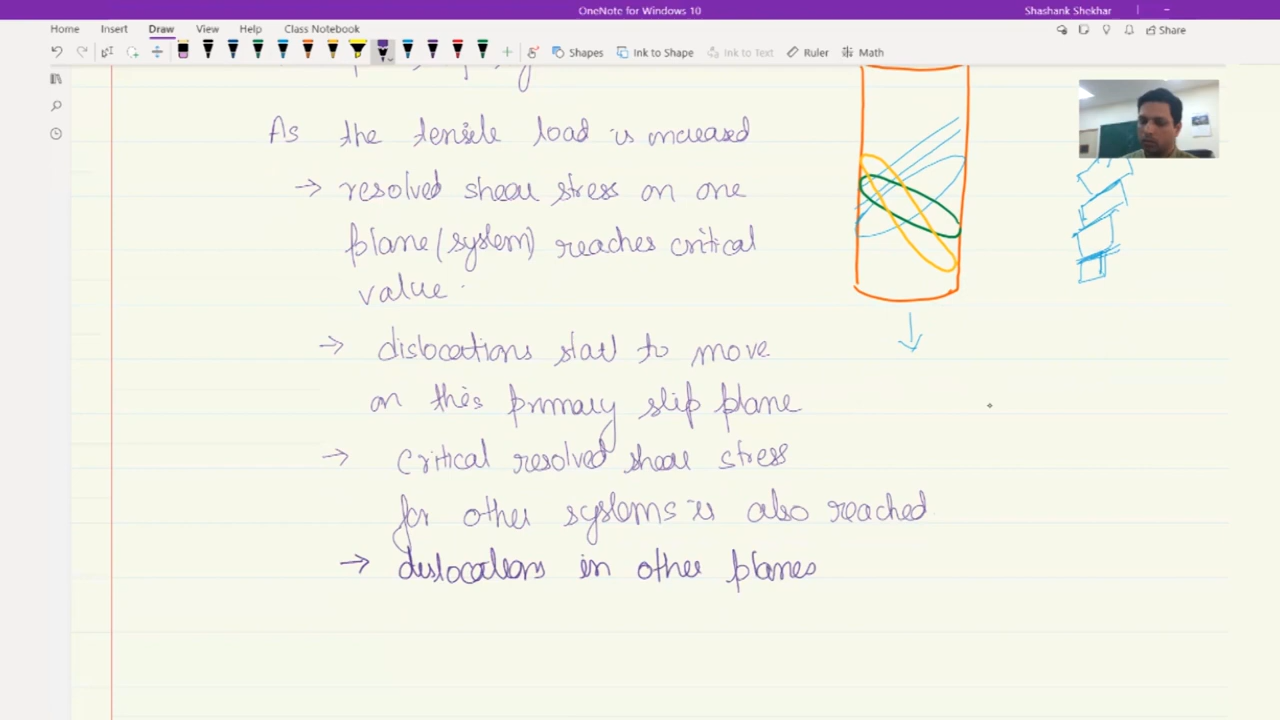 OneNote for Windows 10
Shashank Shekhar
Home Insert Draw View Help Class Notebook
Share
Shapes Ink to Shape Ink to Text Ruler Math
As the tensile load is increased
→ resolved shear stress on one
plane (system) reaches critical
value.
→ dislocations start to move
on this primary slip plane
→ critical resolved shear stress
for other systems is also reached
→ dislocations in other planes